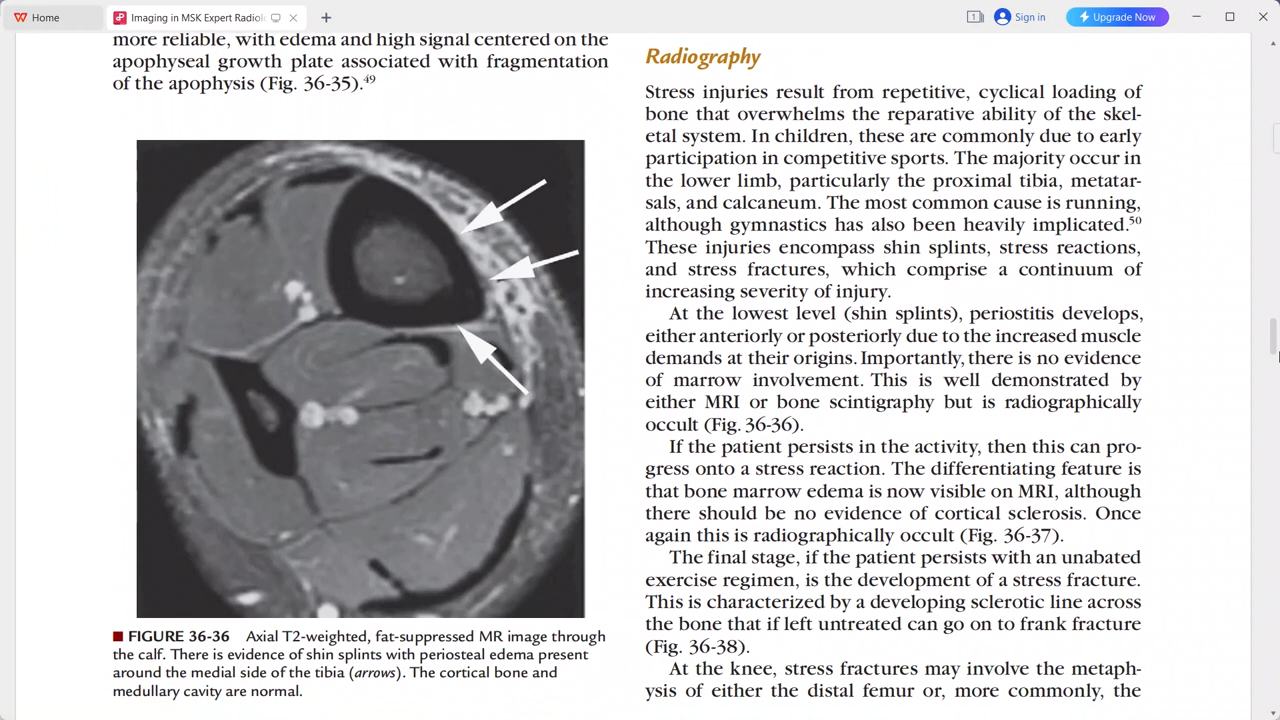 Home
Imaging in MSK Expert Radiol
1
Sign in
Upgrade Now
more reliable, with edema and high signal centered on the
apophyseal growth plate associated with fragmentation
of the apophysis (Fig. 36-35).49
FIGURE 36-36 Axial T2-weighted, fat-suppressed MR image through
the calf. There is evidence of shin splints with periosteal edema present
around the medial side of the tibia (arrows). The cortical bone and
medullary cavity are normal.
Radiography
Stress injuries result from repetitive, cyclical loading of
bone that overwhelms the reparative ability of the skel-
etal system. In children, these are commonly due to early
participation in competitive sports. The majority occur in
the lower limb, particularly the proximal tibia, metatar-
sals, and calcaneum. The most common cause is running,
although gymnastics has also been heavily implicated.50
These injuries encompass shin splints, stress reactions,
and stress fractures, which comprise a continuum of
increasing severity of injury.
At the lowest level (shin splints), periostitis develops,
either anteriorly or posteriorly due to the increased muscle
demands at their origins. Importantly, there is no evidence
of marrow involvement. This is well demonstrated by
either MRI or bone scintigraphy but is radiographically
occult (Fig. 36-36).
If the patient persists in the activity, then this can pro-
gress onto a stress reaction. The differentiating feature is
that bone marrow edema is now visible on MRI, although
there should be no evidence of cortical sclerosis. Once
again this is radiographically occult (Fig. 36-37).
The final stage, if the patient persists with an unabated
exercise regimen, is the development of a stress fracture.
This is characterized by a developing sclerotic line across
the bone that if left untreated can go on to frank fracture
(Fig. 36-38).
At the knee, stress fractures may involve the metaph-
ysis of either the distal femur or, more commonly, the